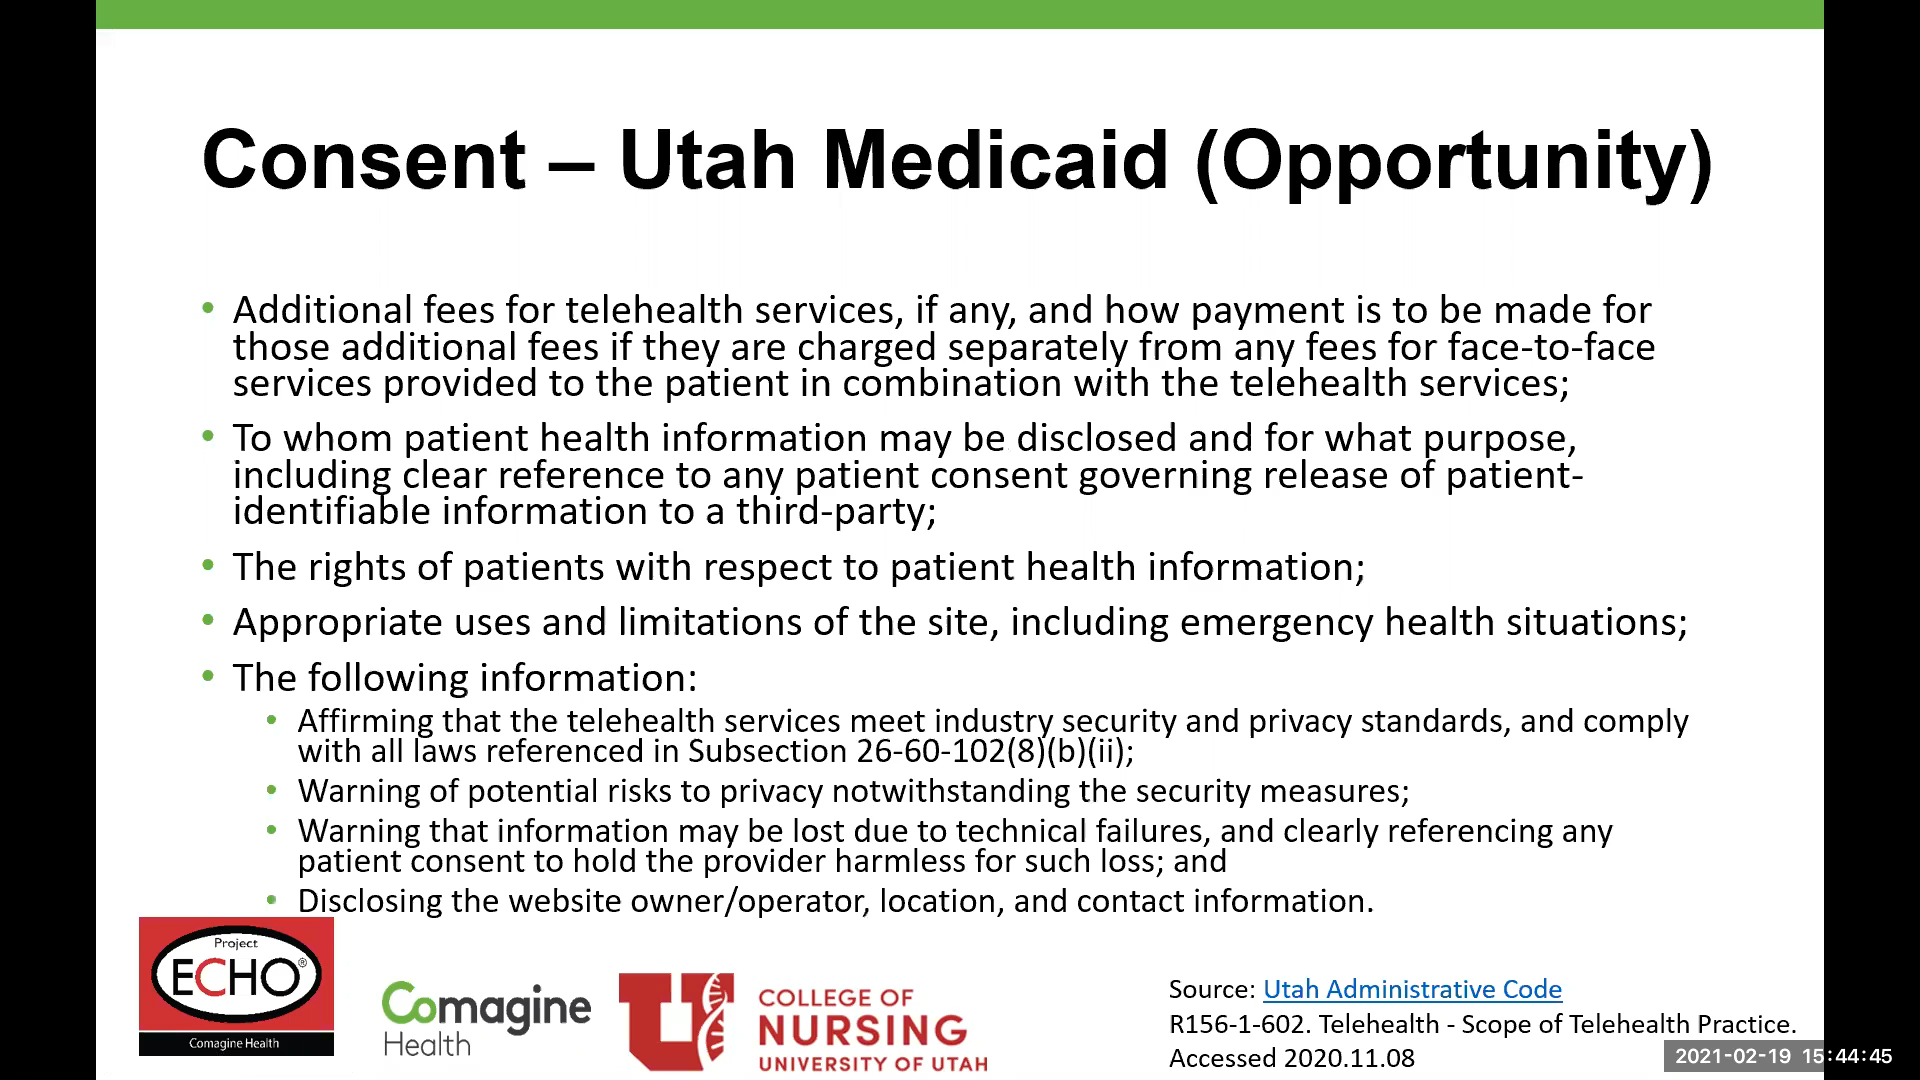 Consent – Utah Medicaid (Opportunity)
• Additional fees for telehealth services, if any, and how payment is to be made for
those additional fees if they are charged separately from any fees for face-to-face
services provided to the patient in combination with the telehealth services;
• To whom patient health information may be disclosed and for what purpose,
including clear reference to any patient consent governing release of patient-
identifiable information to a third-party;
• The rights of patients with respect to patient health information;
• Appropriate uses and limitations of the site, including emergency health situations;
• The following information:
• Affirming that the telehealth services meet industry security and privacy standards, and comply
with all laws referenced in Subsection 26-60-102(8)(b)(ii);
• Warning of potential risks to privacy notwithstanding the security measures;
• Warning that information may be lost due to technical failures, and clearly referencing any
patient consent to hold the provider harmless for such loss; and
• Disclosing the website owner/operator, location, and contact information.
Project
ECHO®
Comagine Health
Comagine
Health
U
COLLEGE OF
NURSING
UNIVERSITY OF UTAH
Source: Utah Administrative Code
R156-1-602. Telehealth - Scope of Telehealth Practice.
Accessed 2020.11.08
2021-02-19 15:44:45